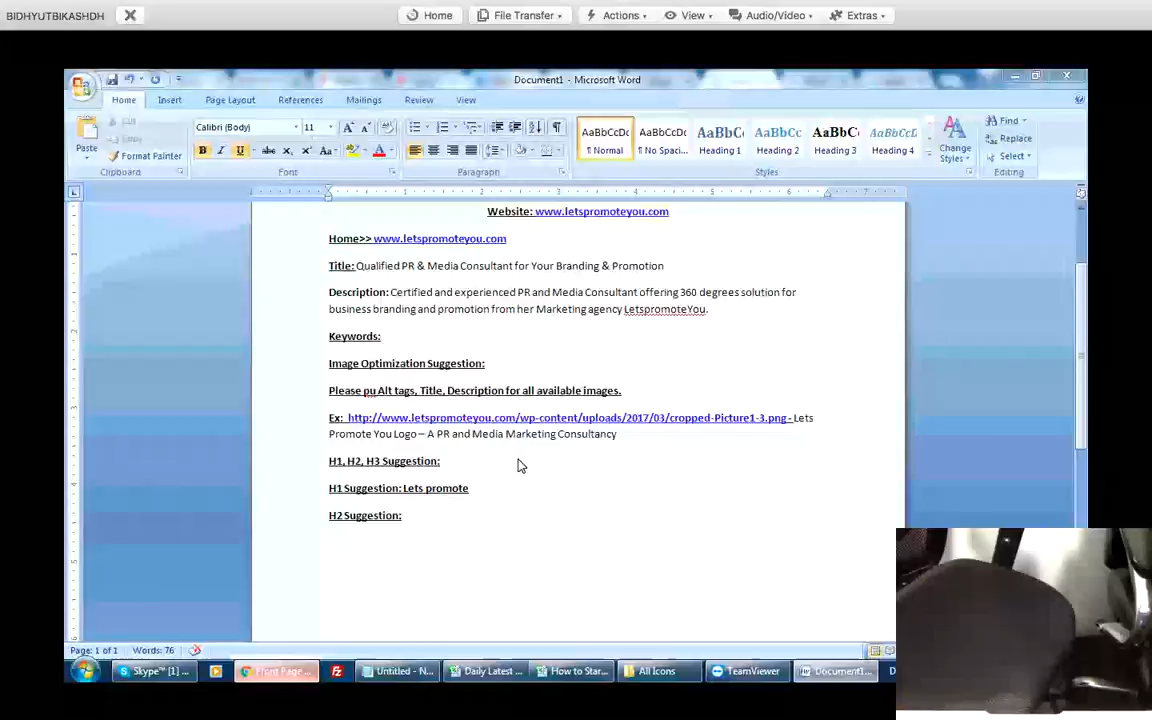 BIDHYUTBIKASHDH
Home
File Transfer
Actions
View
Audio/Video
Extras
Document1 - Microsoft Word
Home Insert Page Layout References Mailings Review View
Paste
Cut
Copy
Format Painter
Clipboard
Calibri (Body) 11
Font
Paragraph
AaBbCcDc AaBbCcDc AaBbC AaBbCc AaBbC AaBbCcD
¶ Normal ¶ No Spaci... Heading 1 Heading 2 Heading 3 Heading 4
Change Styles
Styles
Find
Replace
Select
Editing
Website: www.letspromoteyou.com
Home>> www.letspromoteyou.com
Title: Qualified PR & Media Consultant for Your Branding & Promotion
Description: Certified and experienced PR and Media Consultant offering 360 degrees solution for
business branding and promotion from her Marketing agency LetspromoteYou.
Keywords:
Image Optimization Suggestion:
Please pu Alt tags, Title, Description for all available images.
Ex: http://www.letspromoteyou.com/wp-content/uploads/2017/03/cropped-Picture1-3.png - Lets
Promote You Logo – A PR and Media Marketing Consultancy
H1, H2, H3 Suggestion:
H1 Suggestion: Lets promote
H2 Suggestion:
Page: 1 of 1 Words: 76
Skype™ [1] Front Page ... Untitled - N... Daily Latest ... How to Star... All Icons TeamViewer Document1...